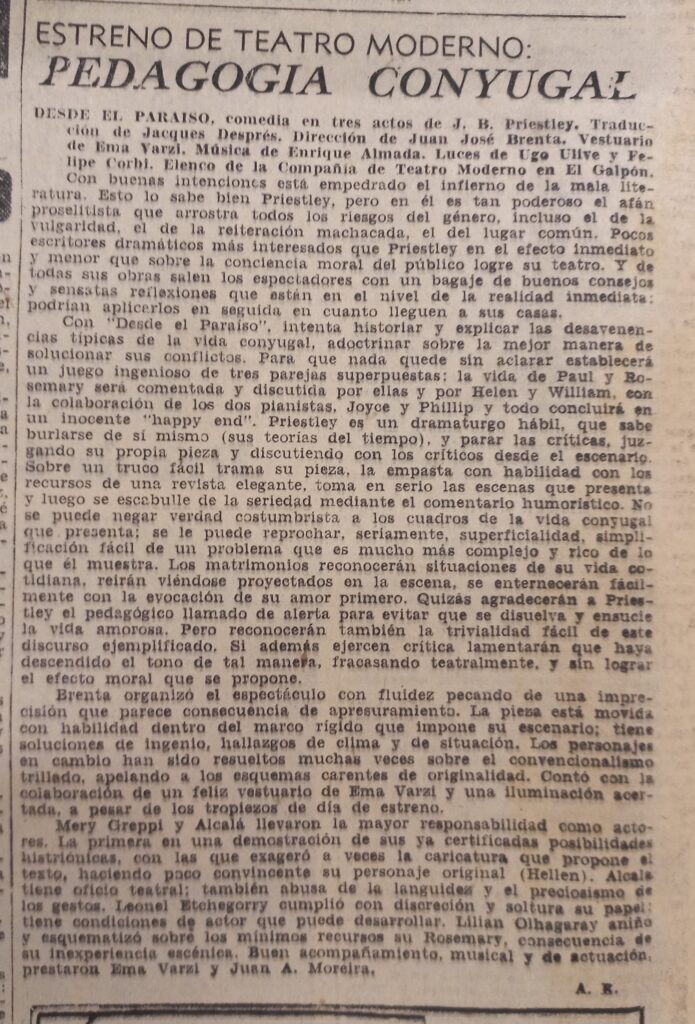 ESTRENO DE TEATRO MODERNO:
PEDAGOGIA CONYUGAL
DESDE EL PARAISO, comedia en tres actos de J. B. Priestley. Traduc-
ción de Jacques Després. Dirección de Juan José Brenta. Vestuario
de Ema Varzi. Música de Enrique Almada. Luces de Ugo Ulive y Fe-
lipe Corbi. Elenco de la Compañía de Teatro Moderno en El Galpón.
Con buenas intenciones está empedrado el infierno de la mala lite-
ratura. Esto lo sabe bien Priestley, pero en él es tan poderoso el afán
proselitista que arrostra todos los riesgos del género, incluso el de la
vulgaridad, el de la reiteración machacada, el del lugar común. Pocos
escritores dramáticos más interesados que Priestley en el efecto inmediato
y menor que sobre la conciencia moral del público logre su teatro. Y de
todas sus obras salen los espectadores con un bagaje de buenos consejos
y sensatas reflexiones que están en el nivel de la realidad inmediata:
podrían aplicarlos en seguida en cuanto lleguen a sus casas.
Con "Desde el Paraíso", intenta historiar y explicar las desavenen-
cias típicas de la vida conyugal, adoctrinar sobre la mejor manera de
solucionar sus conflictos. Para que nada quede sin aclarar establecerá
un juego ingenioso de tres parejas superpuestas: la vida de Paul y Ro-
semary será comentada y discutida por ellas y por Helen y William, con
la colaboración de los dos pianistas, Joyce y Phillip y todo concluirá en
un inocente "happy end". Priestley es un dramaturgo hábil, que sabe
burlarse de sí mismo (sus teorías del tiempo), y parar las críticas, juz-
gando su propia pieza y discutiendo con los críticos desde el escenario.
Sobre un truco fácil trama su pieza, la empasta con habilidad con los
recursos de una revista elegante, toma en serio las escenas que presenta
y luego se escabulle de la seriedad mediante el comentario humorístico. No
se puede negar verdad costumbrista a los cuadros de la vida conyugal
que presenta; se le puede reprochar, seriamente, superficialidad, simpli-
ficación fácil de un problema que es mucho más complejo y rico de lo
que él muestra. Los matrimonios reconocerán situaciones de su vida co-
tidiana, reirán viéndose proyectados en la escena, se enternecerán fácil-
mente con la evocación de su amor primero. Quizás agradecerán a Pries-
tley el pedagógico llamado de alerta para evitar que se disuelva y ensucie
la vida amorosa. Pero reconocerán también la trivialidad fácil de este
discurso ejemplificado. Si además ejercen crítica lamentarán que haya
descendido el tono de tal manera, fracasando teatralmente, y sin lograr
el efecto moral que se propone.
Brenta organizó el espectáculo con fluidez pecando de una impre-
cisión que parece consecuencia de apresuramiento. La pieza está movida
con habilidad dentro del marco rígido que impone su escenario; tiene
soluciones de ingenio, hallazgos de clima y de situación. Los personajes
en cambio han sido resueltos muchas veces sobre el convencionalismo
trillado, apelando a los esquemas carentes de originalidad. Contó con la
colaboración de un feliz vestuario de Ema Varzi y una iluminación acer-
tada, a pesar de los tropiezos de día de estreno.
Mery Greppi y Alcalá llevaron la mayor responsabilidad como acto-
res. La primera en una demostración de sus ya certificadas posibilidades
histriónicas, con las que exageró a veces la caricatura que propone el
texto, haciendo poco convincente su personaje original (Hellen). Alcalá
tiene oficio teatral; también abusa de la languidez y el preciosismo de
los gestos. Leonel Etchegorry cumplió con discreción y soltura su papel:
tiene condiciones de actor que puede desarrollar. Lilian Olhagaray aniñó
y esquematizó sobre los mínimos recursos su Rosemary, consecuencia de
su inexperiencia escénica. Buen acompañamiento, musical y de actuación,
prestaron Ema Varzi y Juan A. Moreira.
A. R.